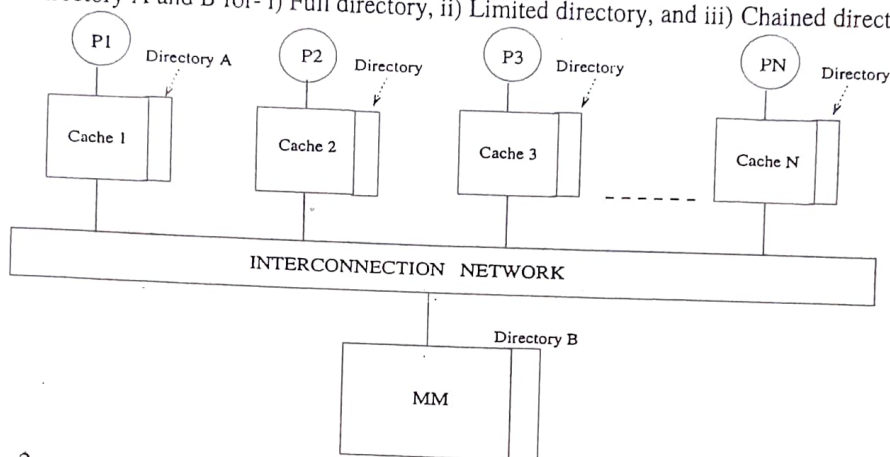 Directory A and B for- i) Full directory, ii) Limited directory, and iii) Chained direct
P1
Directory A
P2
Directory
P3
Directory
PN
Directory
Cache 1
Cache 2
Cache 3
Cache N
INTERCONNECTION NETWORK
Directory B
MM